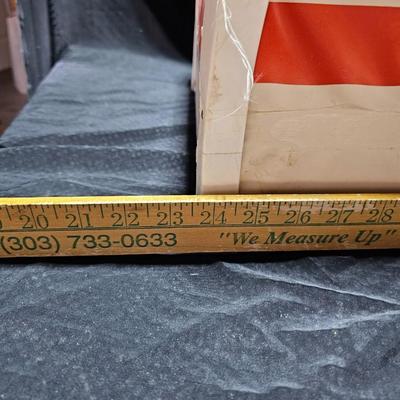 20 21 22 23 24 25 26 27 28
(303) 733-0633 "We Measure Up"